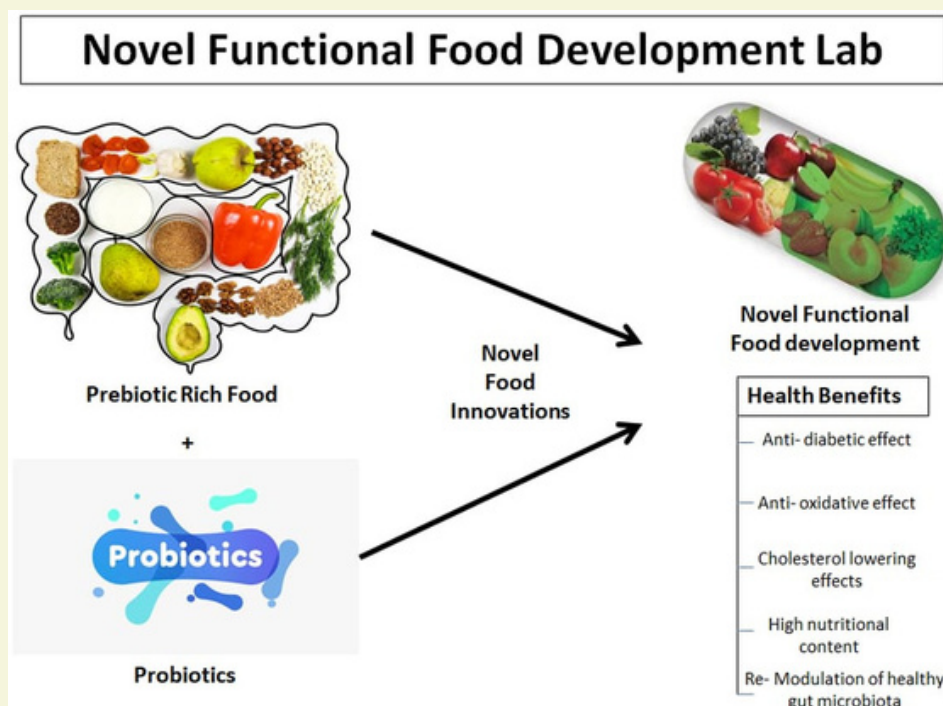 Novel Functional Food Development Lab
Prebiotic Rich Food
+
Probiotics
Probiotics
Novel
Food
Innovations
Novel Functional
Food development
Health Benefits
Anti- diabetic effect
Anti- oxidative effect
Cholesterol lowering
effects
High nutritional
content
Re- Modulation of healthy
gut microbiota